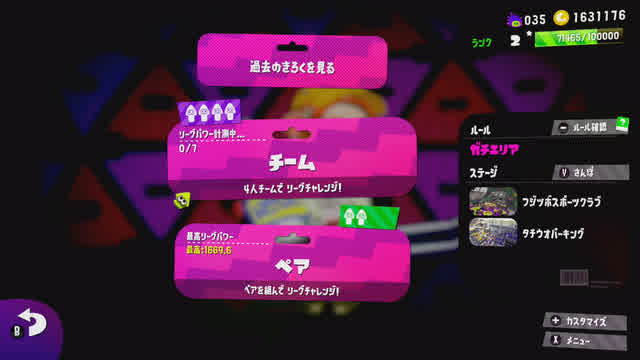 035 1631176
ランク 2* 71465/100000
過去のきろくを見る
リーグパワー計測中...
0/7
チーム
4人チームで リーグチャレンジ!
最高リーグパワー
最高:1669.6
ペア
ペアを組んで リーグチャレンジ!
ルール
ルール確認
ガチエリア
ステージ
Y さんぽ
フジツボスポーツクラブ
タチウオパーキング
B
+ カスタマイズ
X メニュー